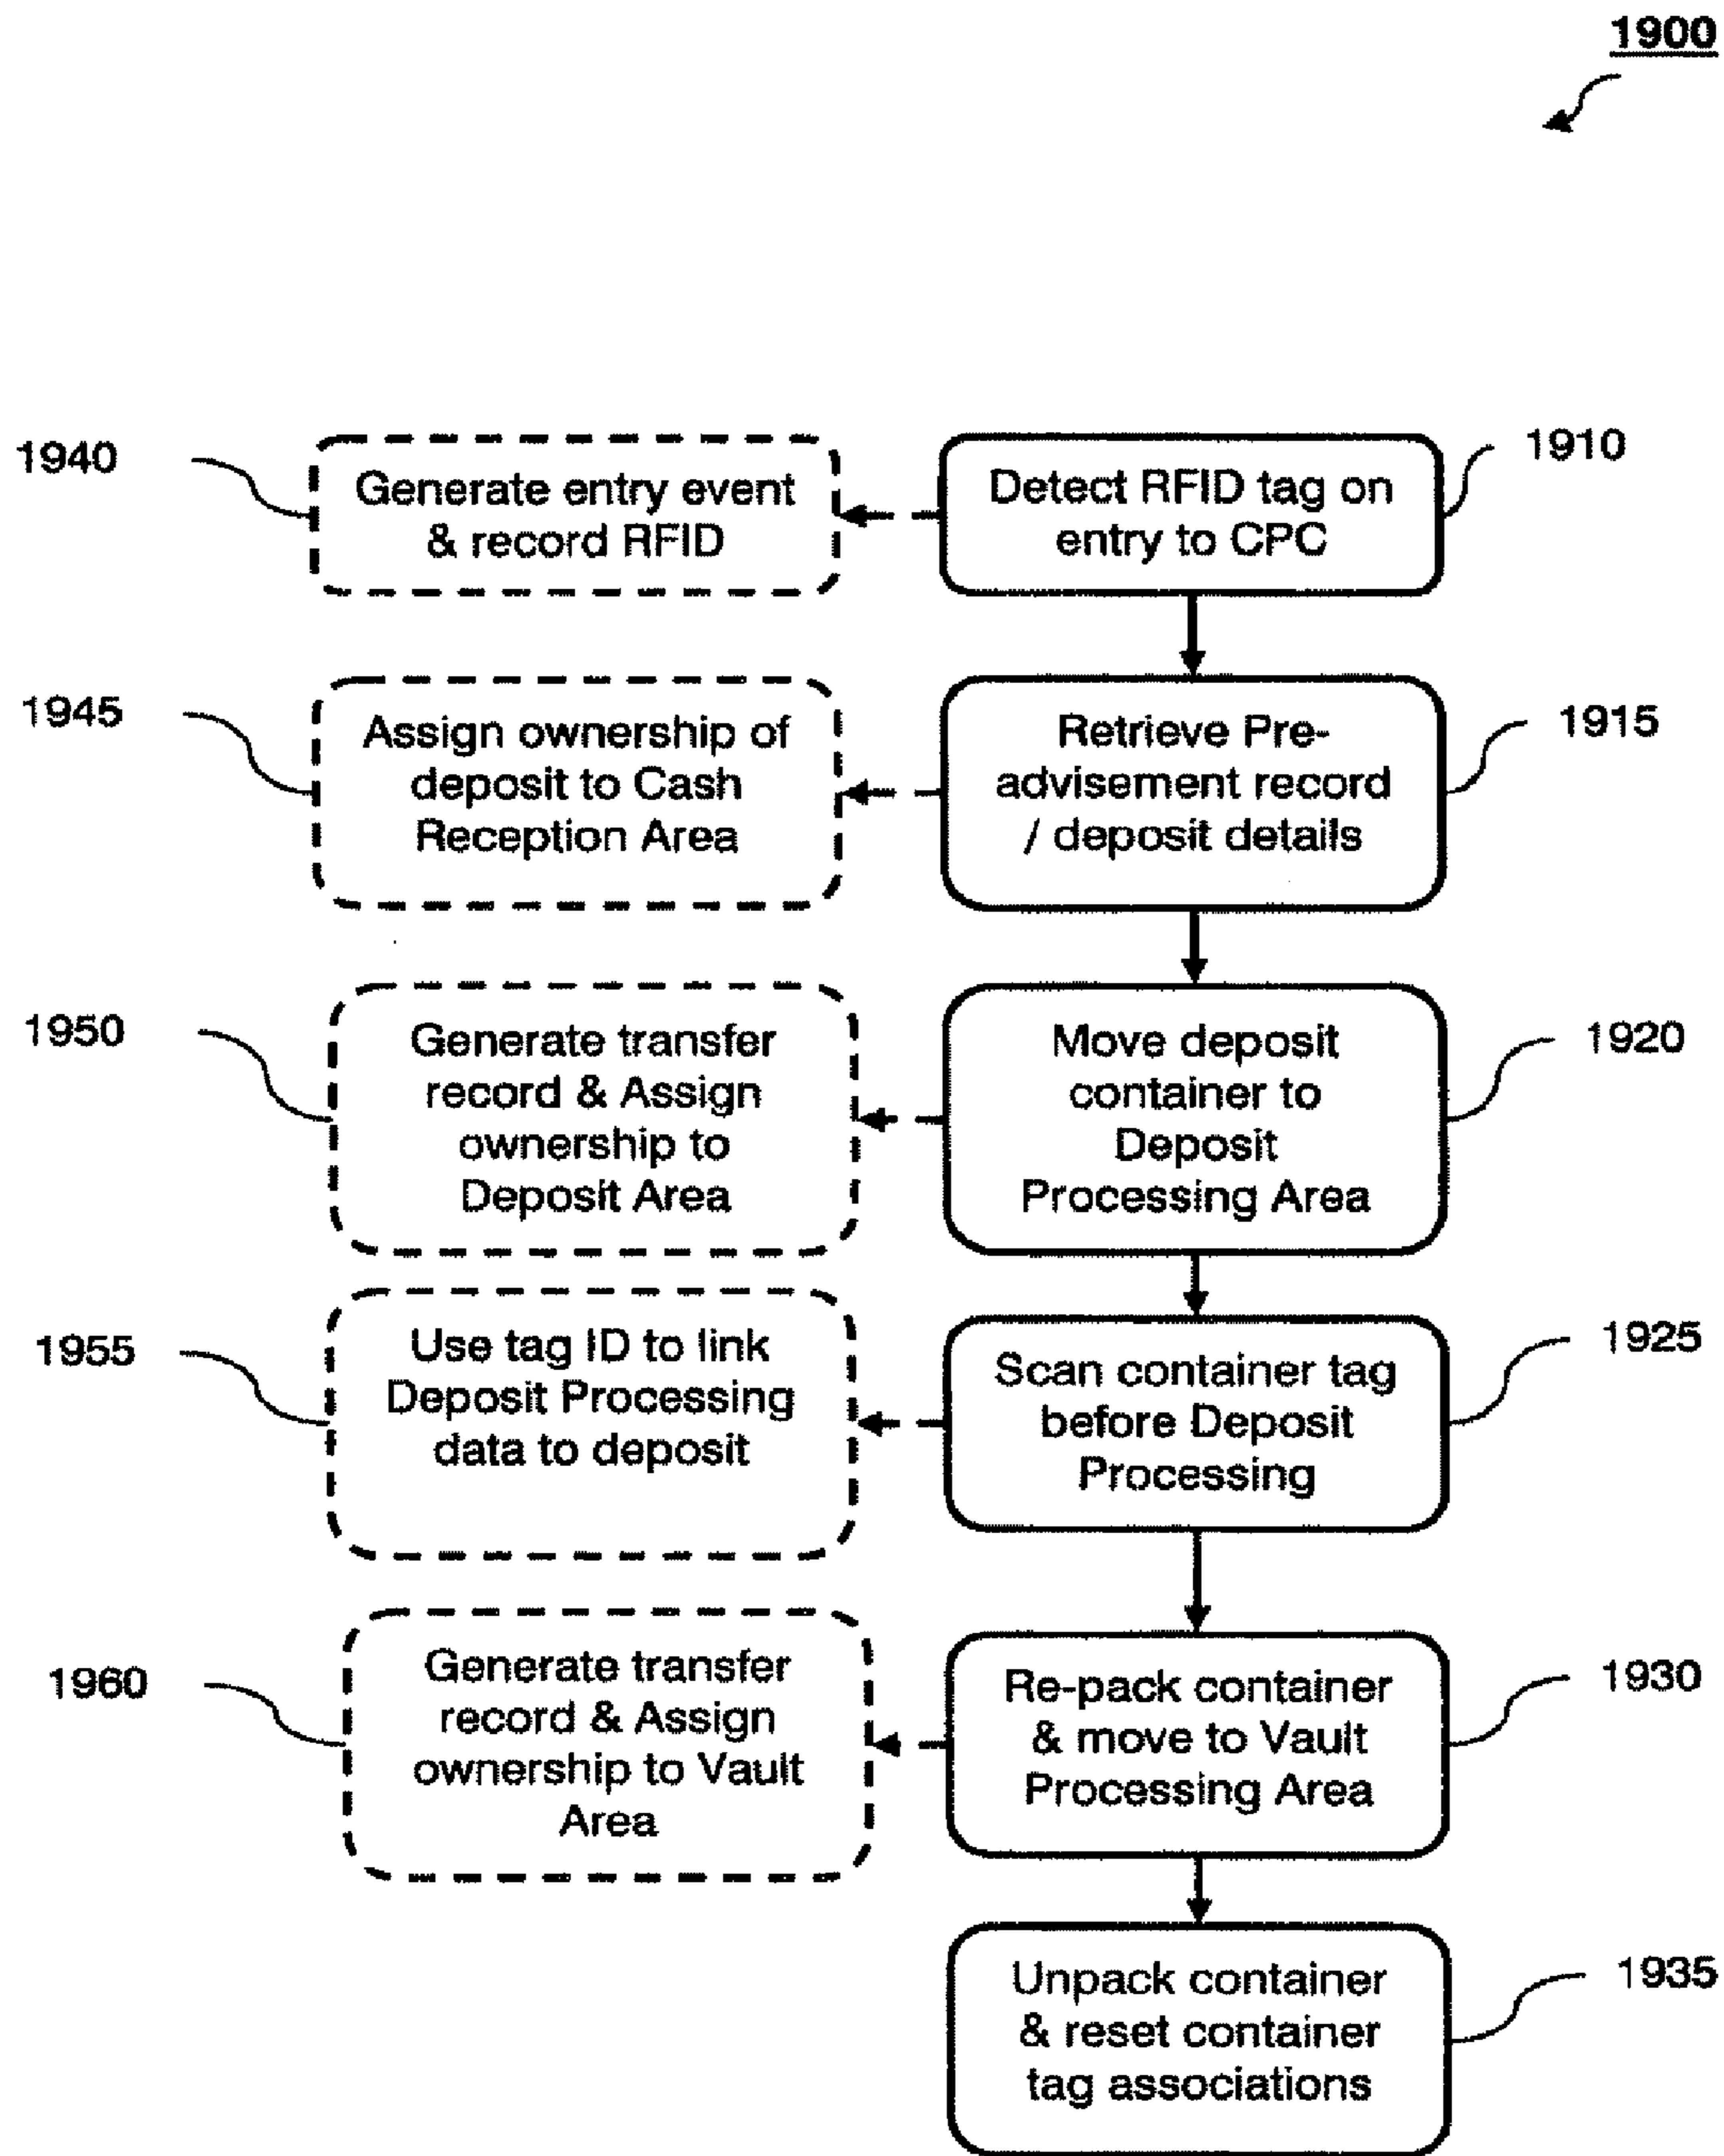 1900
1940
Generate entry event
& record RFID
Detect RFID tag on
entry to CPC
1910
1945
Assign ownership of
deposit to Cash
Reception Area
Retrieve Pre-
advisement record
/ deposit details
1915
1950
Generate transfer
record & Assign
ownership to
Deposit Area
Move deposit
container to
Deposit
Processing Area
1920
1955
Use tag ID to link
Deposit Processing
data to deposit
Scan container tag
before Deposit
Processing
1925
1960
Generate transfer
record & Assign
ownership to Vault
Area
Re-pack container
& move to Vault
Processing Area
1930
Unpack container
& reset container
tag associations
1935